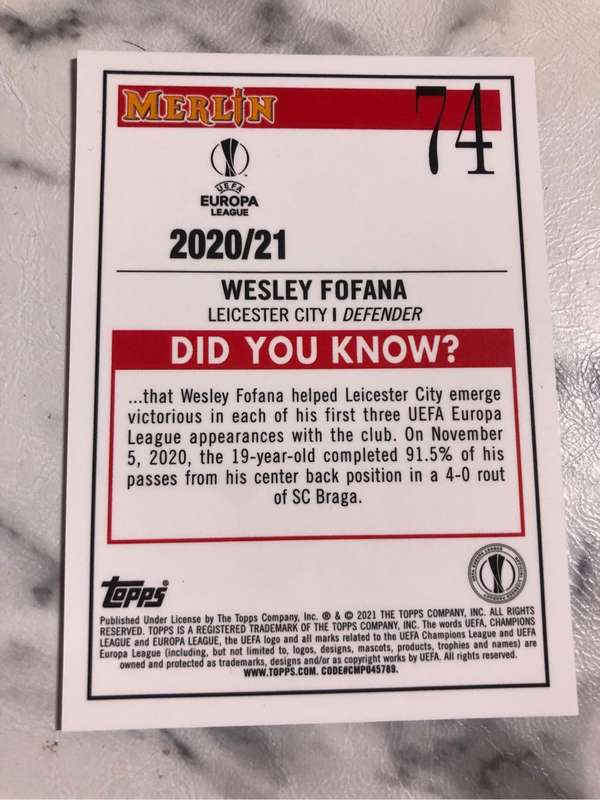 MERLIN
74
UEFA
EUROPA
LEAGUE
2020/21
WESLEY FOFANA
LEICESTER CITY I DEFENDER
DID YOU KNOW?
...that Wesley Fofana helped Leicester City emerge
victorious in each of his first three UEFA Europa
League appearances with the club. On November
5, 2020, the 19-year-old completed 91.5% of his
passes from his center back position in a 4-0 rout
of SC Braga.
topps®
Published Under License by The Topps Company, Inc. ® & © 2021 THE TOPPS COMPANY, INC. ALL RIGHTS
RESERVED. TOPPS IS A REGISTERED TRADEMARK OF THE TOPPS COMPANY, INC. The words UEFA, CHAMPIONS
LEAGUE and EUROPA LEAGUE, the UEFA logo and all marks related to the UEFA Champions League and UEFA
Europa League (including, but not limited to, logos, designs, mascots, products, trophies and names) are
owned and protected as trademarks, designs and/or as copyright works by UEFA. All rights reserved.
WWW.TOPPS.COM. CODE#CMP045789.